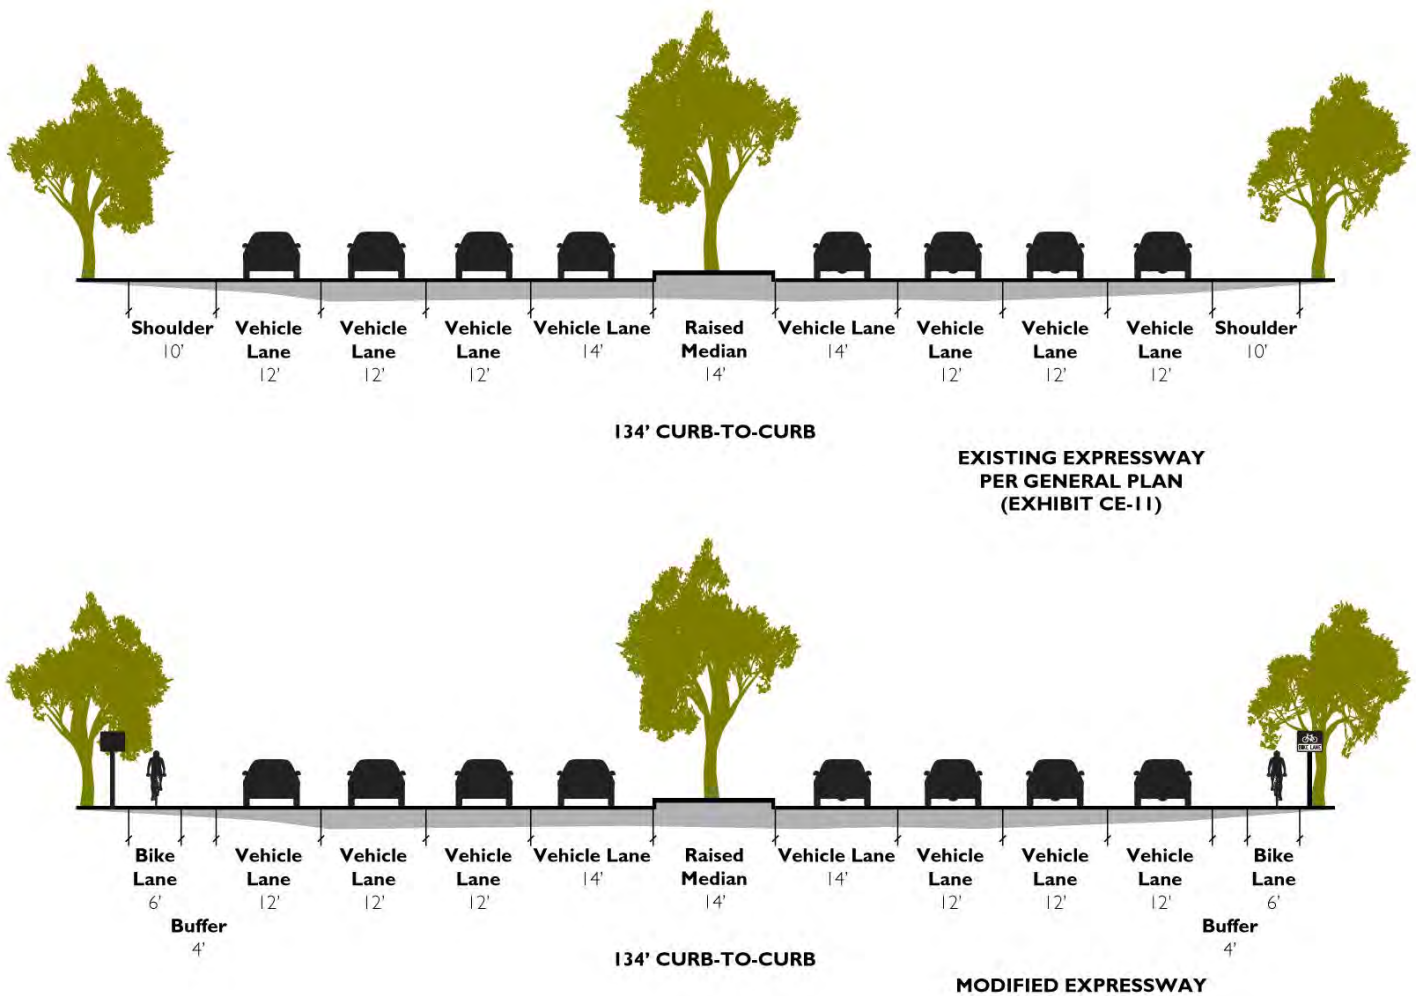 Shoulder
10'
Vehicle
Lane
12'
Vehicle
Lane
12'
Vehicle
Lane
12'
Vehicle Lane
14'
Raised
Median
14'
Vehicle Lane
14'
Vehicle
Lane
12'
Vehicle
Lane
12'
Vehicle
Lane
12'
Shoulder
10'
134' CURB-TO-CURB
EXISTING EXPRESSWAY
PER GENERAL PLAN
(EXHIBIT CE-11)
BIKE LANE
Bike
Lane
6'
Buffer
4'
Vehicle
Lane
12'
Vehicle
Lane
12'
Vehicle
Lane
12'
Vehicle Lane
14'
Raised
Median
14'
Vehicle Lane
14'
Vehicle
Lane
12'
Vehicle
Lane
12'
Vehicle
Lane
12'
Buffer
4'
Bike
Lane
6'
134' CURB-TO-CURB
MODIFIED EXPRESSWAY